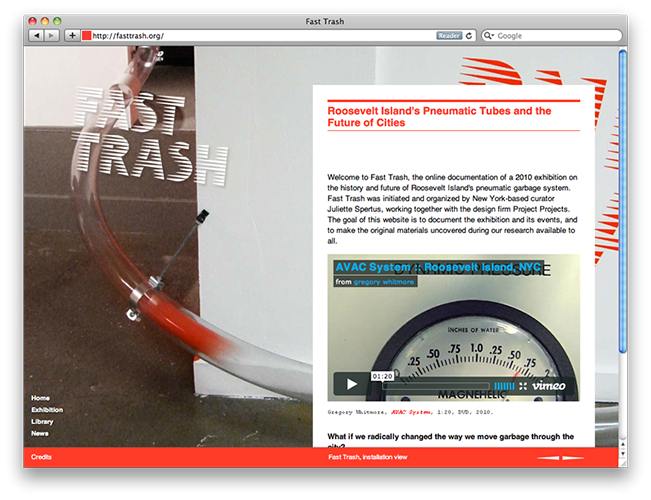 Fast Trash
http://fasttrash.org/
Reader
Google
FAST
TRASH
Roosevelt Island's Pneumatic Tubes and the
Future of Cities
Welcome to Fast Trash, the online documentation of a 2010 exhibition on
the history and future of Roosevelt Island's pneumatic garbage system.
Fast Trash was initiated and organized by New York-based curator
Juliette Spertus, working together with the design firm Project Projects.
The goal of this website is to document the exhibition and its events, and
to make the original materials uncovered during our research available to
all.
AVAC System - Roosevelt Island, NYC
from gregory whitmore
INCHES OF WATER
.75 .50 .25 1.0 .25 .50 .75
MAGNEHELIC
01:20
vimeo
Gregory Whitmore, AVAC System, 1:20, DVD, 2010.
What if we radically changed the way we move garbage through the
city?
Home
Exhibition
Library
News
Credits
Fast Trash, installation view